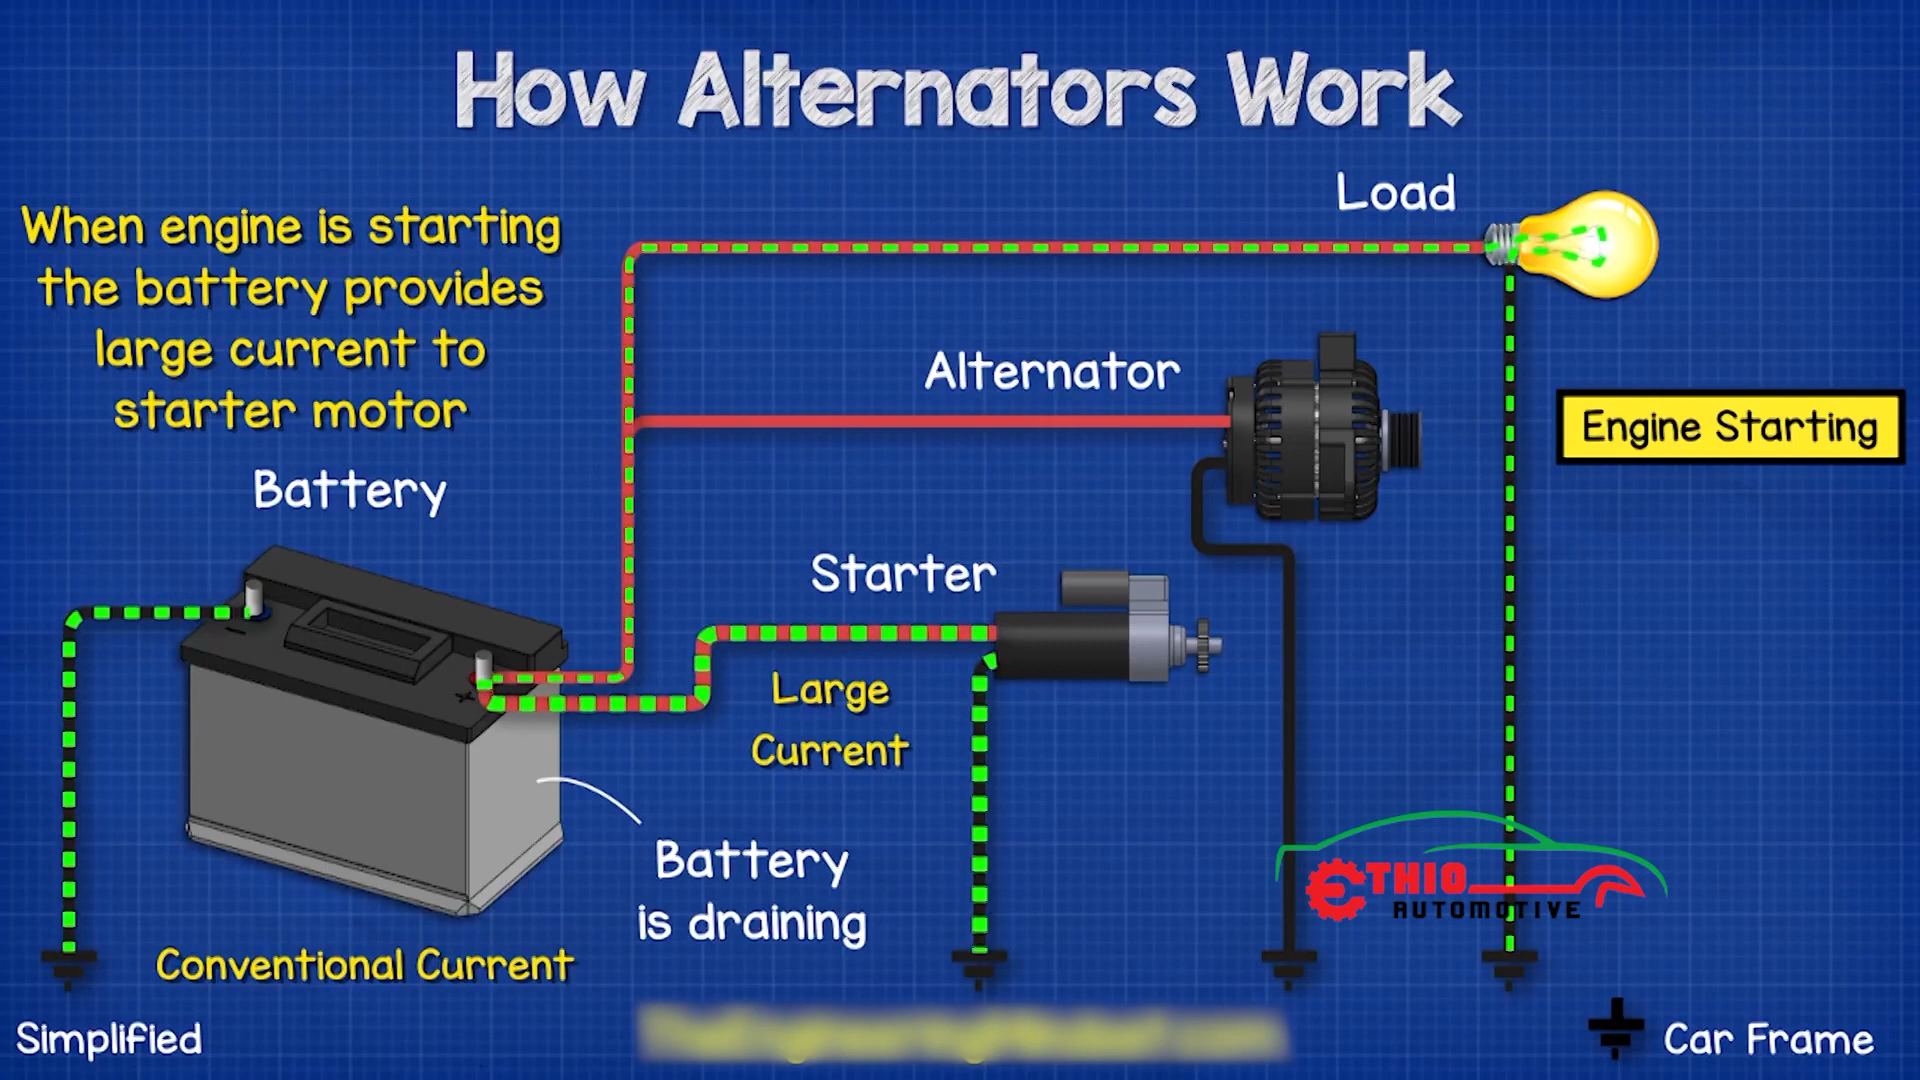 How Alternators Work
Load
When engine is starting
the battery provides
large current to
starter motor
Alternator
Engine Starting
Battery
Starter
−
+
Large
Current
Battery
is draining
ETHIO
AUTOMOTIVE
Conventional Current
Simplified
Car Frame